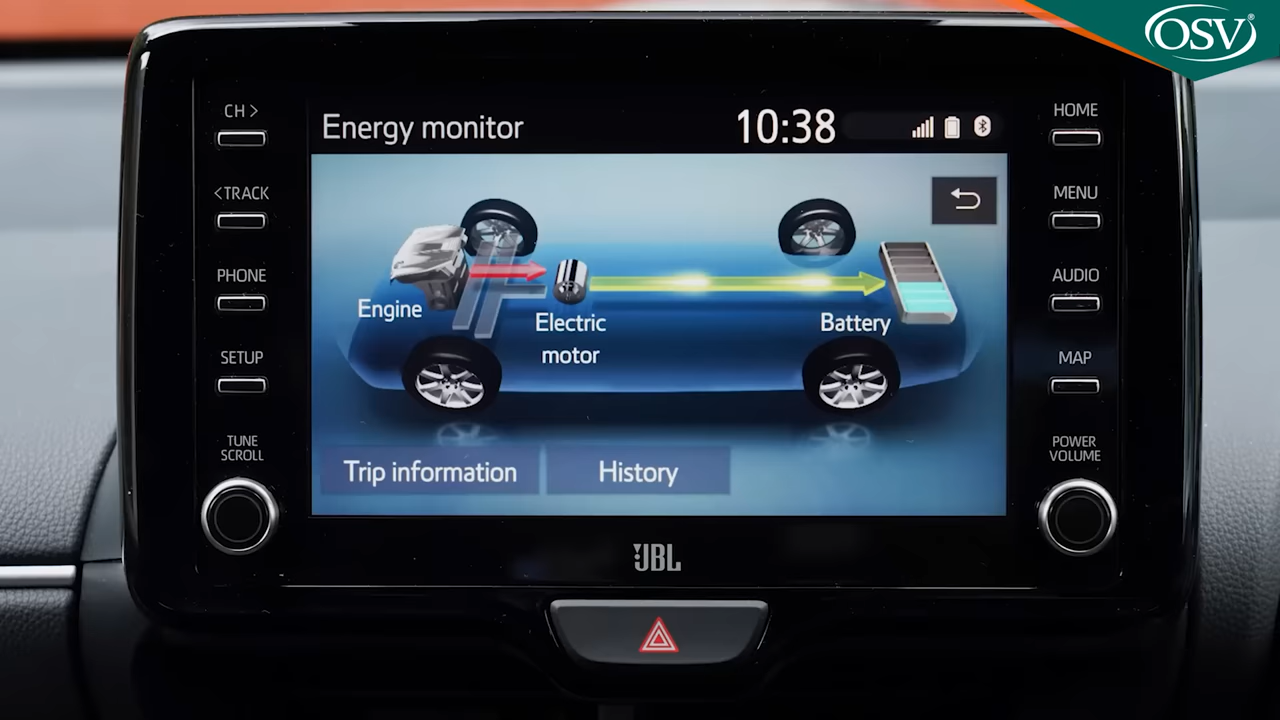 OSV®
CH >
<TRACK
PHONE
SETUP
TUNE
SCROLL
Energy monitor
10:38
Engine
Electric
motor
Battery
Trip information
History
HOME
MENU
AUDIO
MAP
POWER
VOLUME
JBL